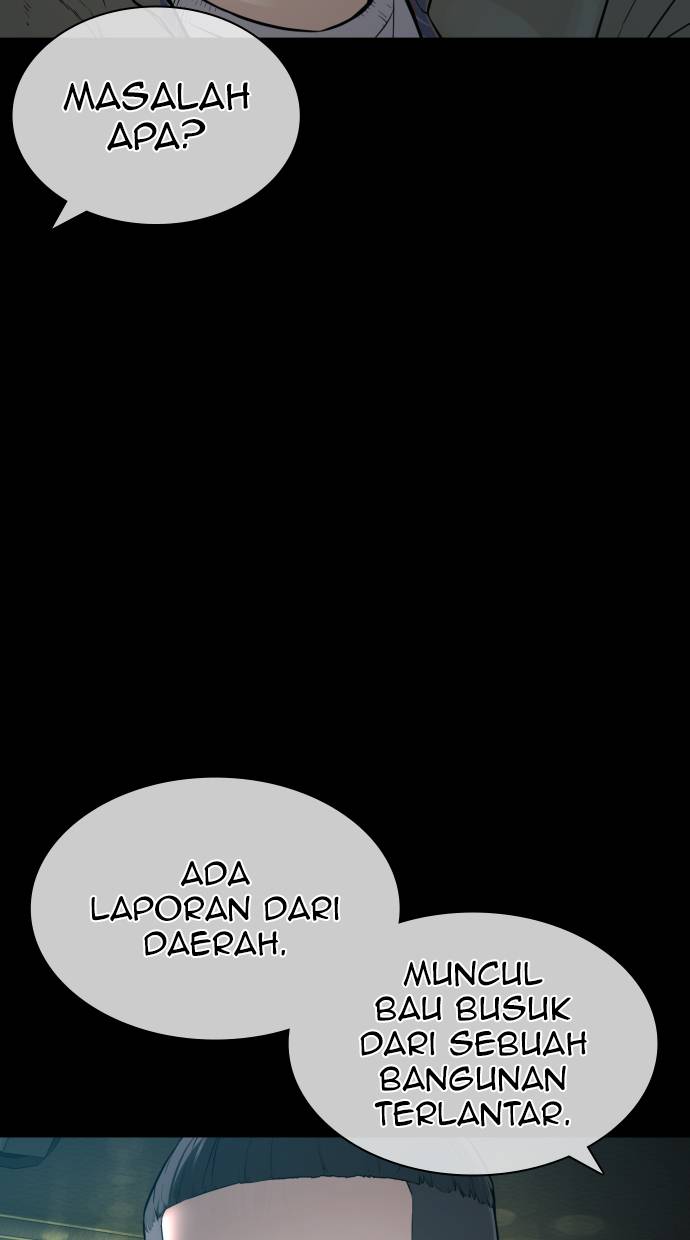 MASALAH
APA?
ADA
LAPORAN DARI
DAERAH.
MUNCUL
BAU BUSUK
DARI SEBUAH
BANGUNAN
TERLANTAR.